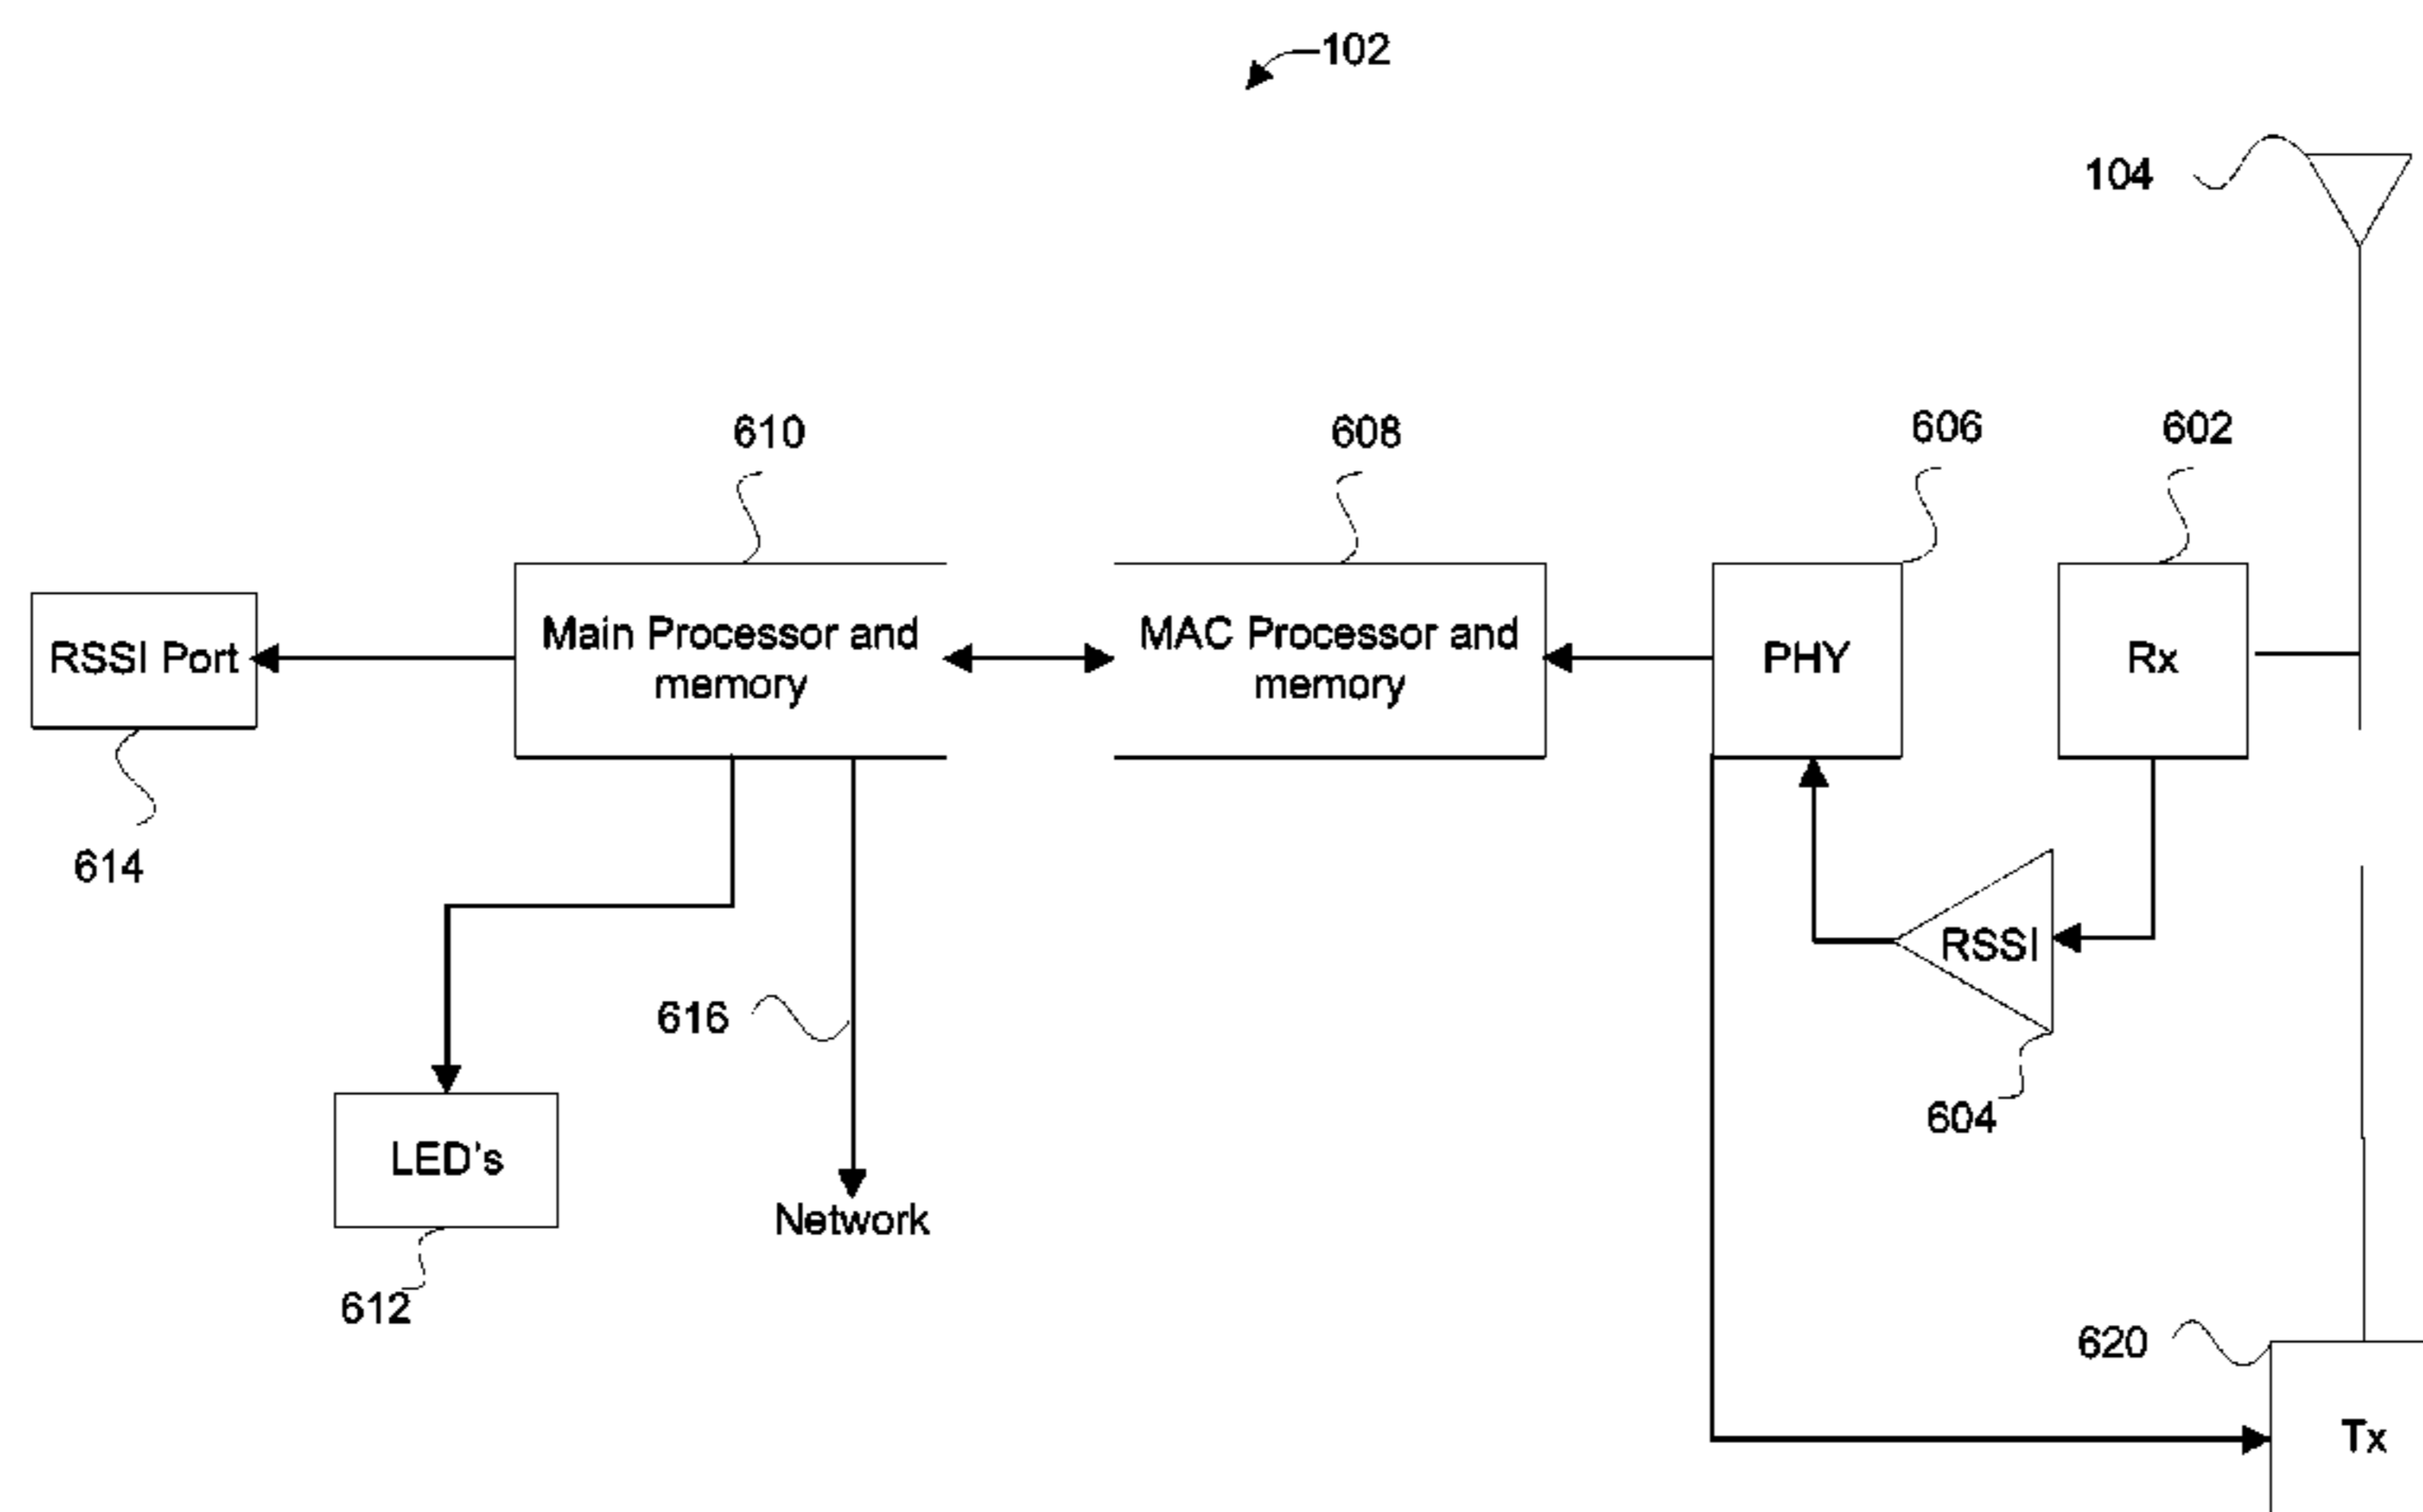 102
104
610
608
606
602
RSSI Port
Main Processor and
memory
MAC Processor and
memory
PHY
Rx
614
RSSI
616
604
LED's
Network
612
620
Tx